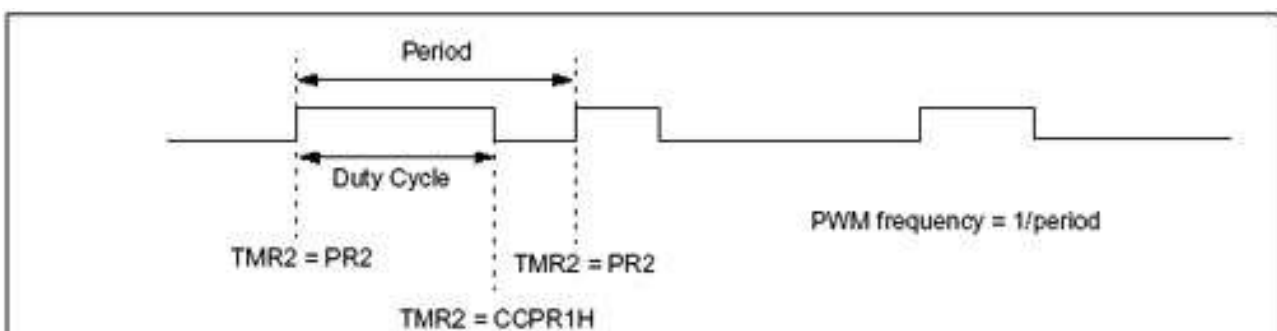 Period
Duty Cycle
PWM frequency = 1/period
TMR2 = PR2
TMR2 = PR2
TMR2 = CCPR1H